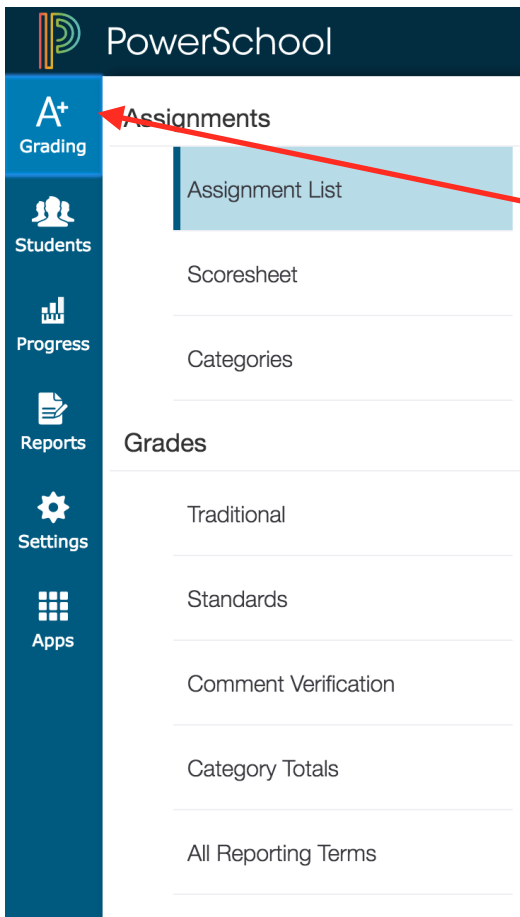 PowerSchool
A+
Grading
Students
Progress
Reports
Settings
Apps
Assignments
Assignment List
Scoresheet
Categories
Grades
Traditional
Standards
Comment Verification
Category Totals
All Reporting Terms